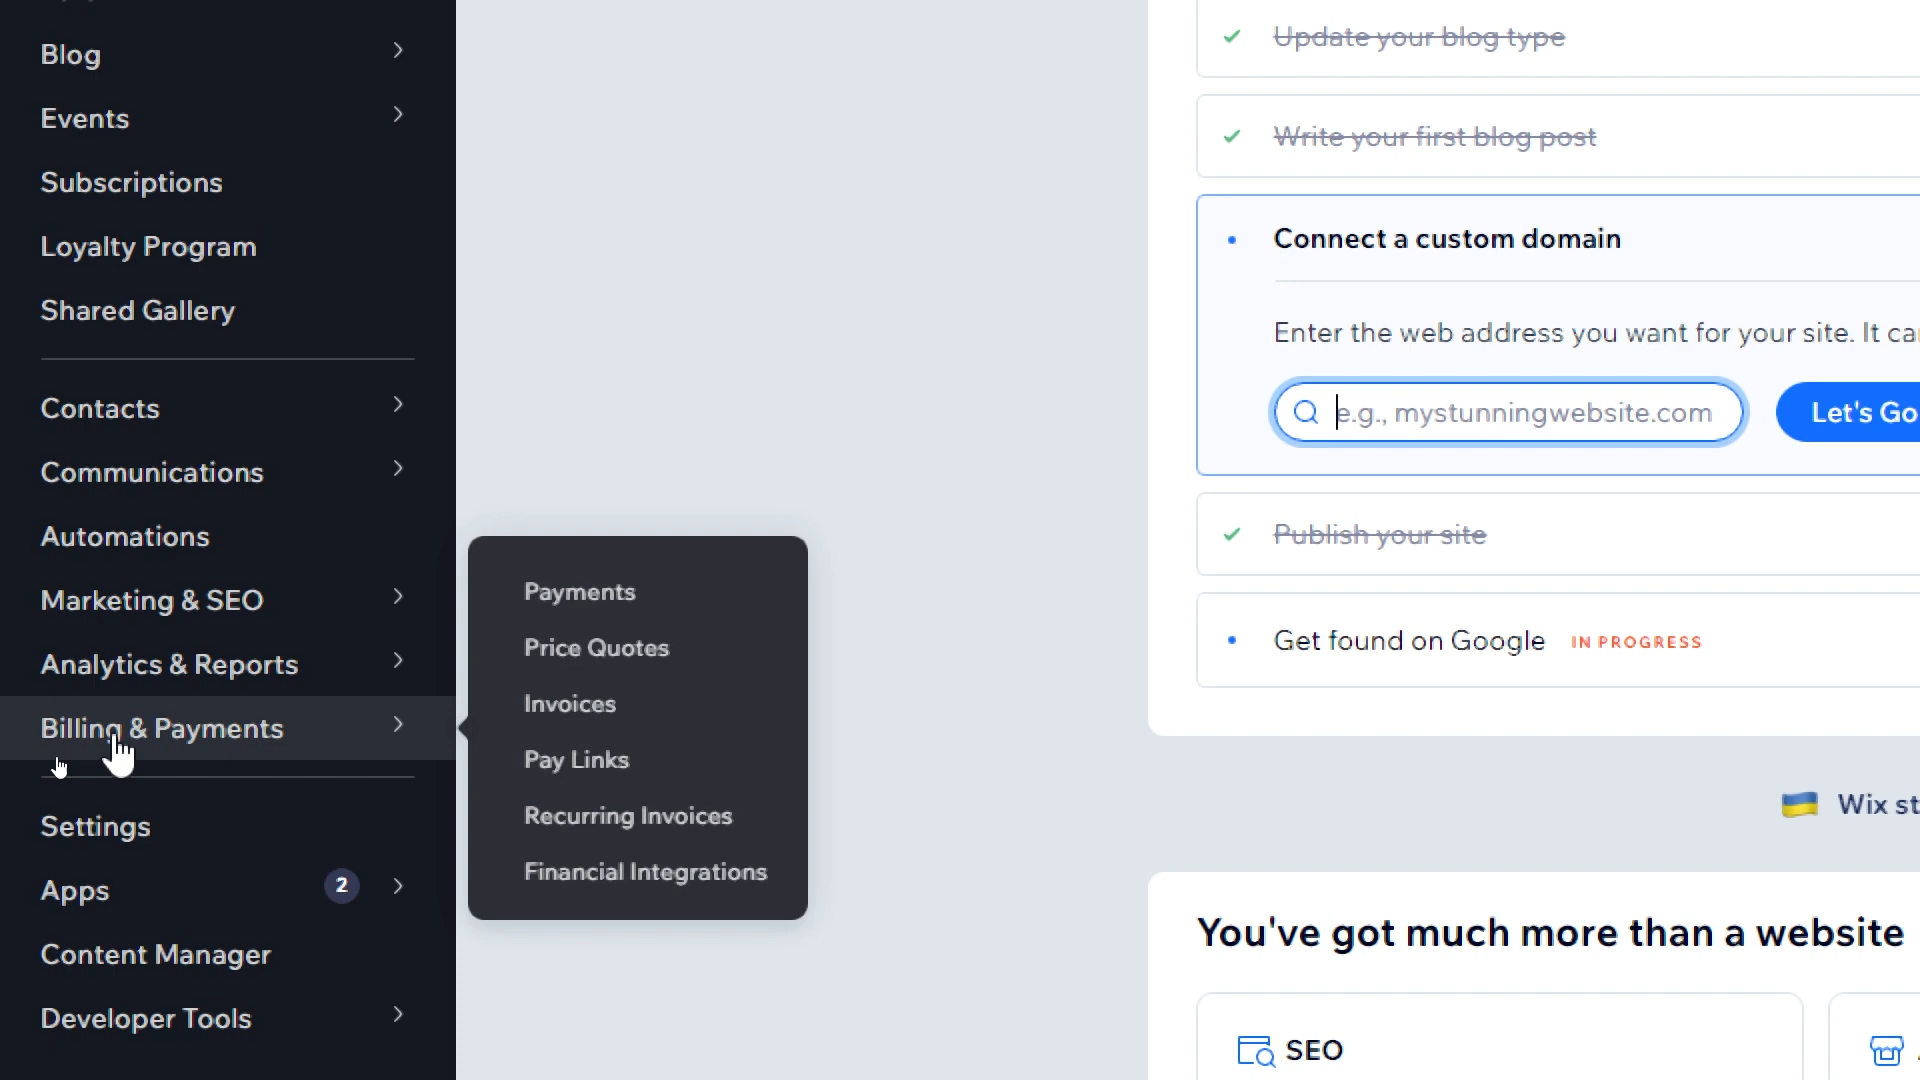 Blog
Events
Subscriptions
Loyalty Program
Shared Gallery
Contacts
Communications
Automations
Marketing & SEO
Analytics & Reports
Billing & Payments
Settings
Apps 2
Content Manager
Developer Tools
Payments
Price Quotes
Invoices
Pay Links
Recurring Invoices
Financial Integrations
Update your blog type
Write your first blog post
Connect a custom domain
Enter the web address you want for your site. It
e.g., mystunningwebsite.com
Let's Go
Publish your site
Get found on Google IN PROGRESS
Wix
You've got much more than a website
SEO